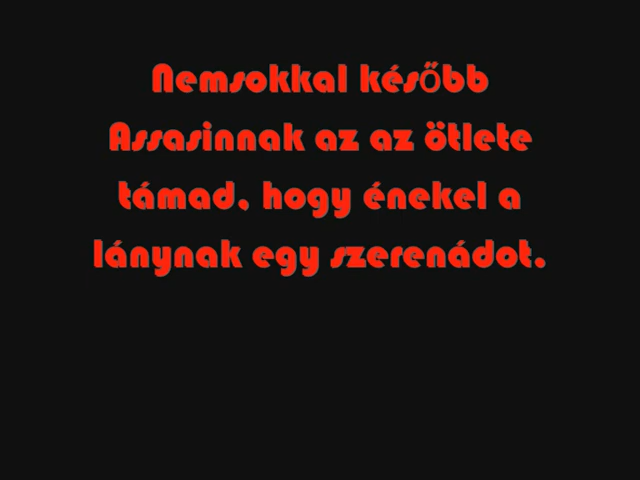 Nemsokkal később
Assasinnak az az ötlete
támad, hogy énekel a
lánynak egy szerenádot.